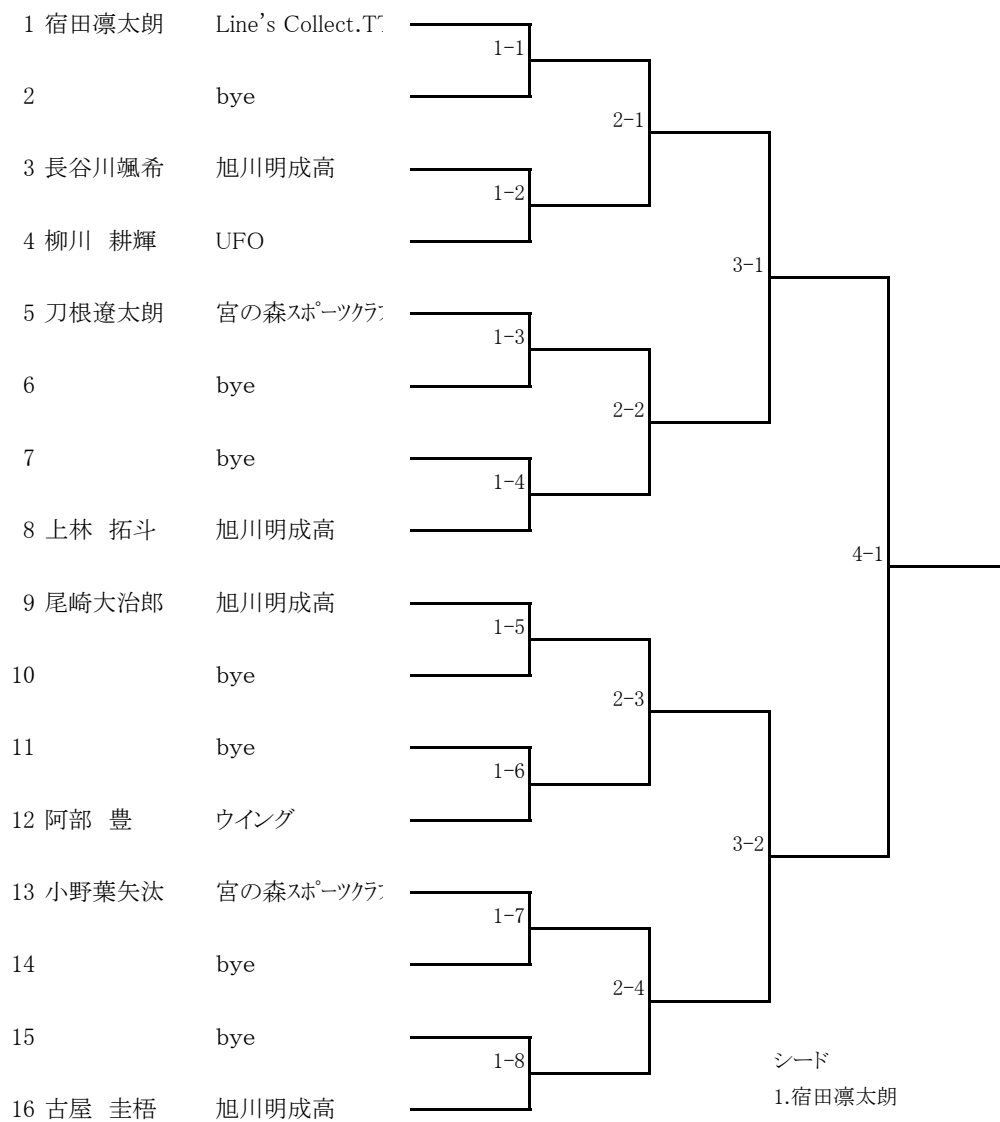 1 宿田凛太朗 Line's Collect.TT
1-1
2 bye
2-1
3 長谷川颯希 旭川明成高
1-2
4 柳川 耕輝 UFO
3-1
5 刀根遼太朗 宮の森スポーツクラ
1-3
6 bye
2-2
7 bye
1-4
8 上林 拓斗 旭川明成高
4-1
9 尾崎大治郎 旭川明成高
1-5
10 bye
2-3
11 bye
1-6
12 阿部 豊 ウイング
3-2
13 小野葉矢汰 宮の森スポーツクラ
1-7
14 bye
2-4
15 bye
1-8
シード
1.宿田凛太朗
16 古屋 圭梧 旭川明成高